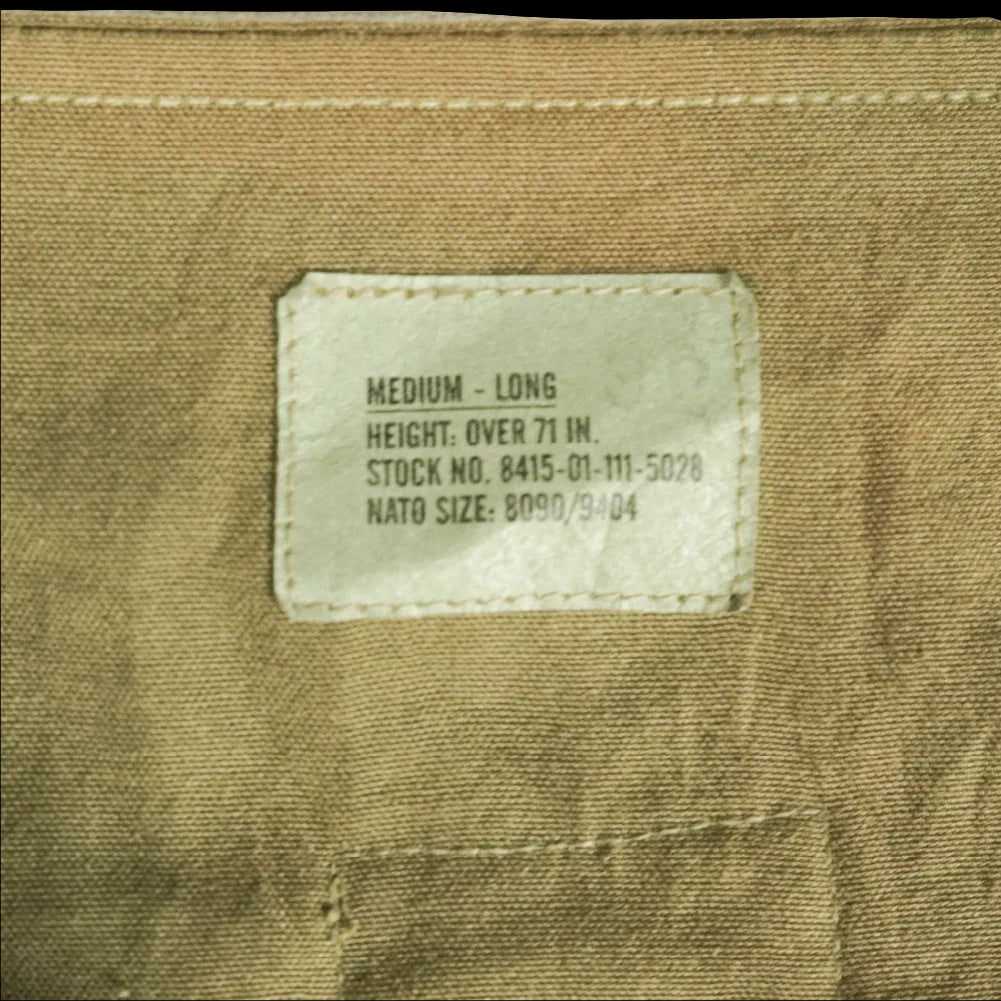 MEDIUM - LONG
HEIGHT: OVER 71 IN.
STOCK NO. 8415-01-111-5028
NATO SIZE: 8090/9404